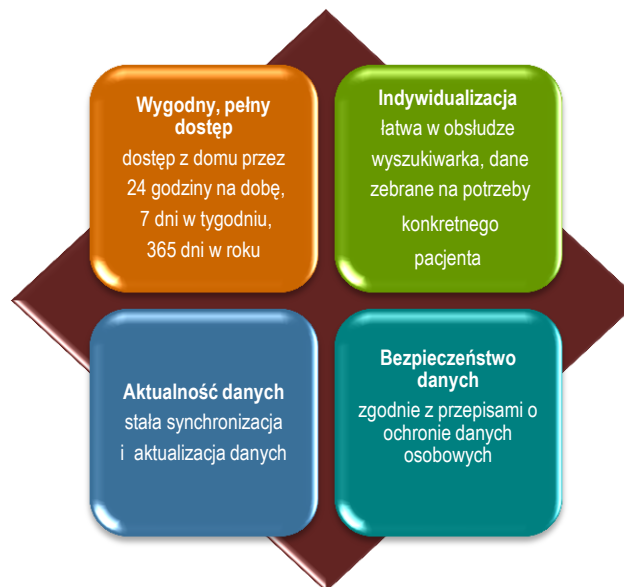 Wygodny, pełny
dostęp
dostęp z domu przez
24 godziny na dobę,
7 dni w tygodniu,
365 dni w roku
Indywidualizacja
łatwa w obsłudze
wyszukiwarka, dane
zebrane na potrzeby
konkretnego
pacjenta
Aktualność danych
stała synchronizacja
i aktualizacja danych
Bezpieczeństwo
danych
zgodnie z przepisami o
ochronie danych
osobowych